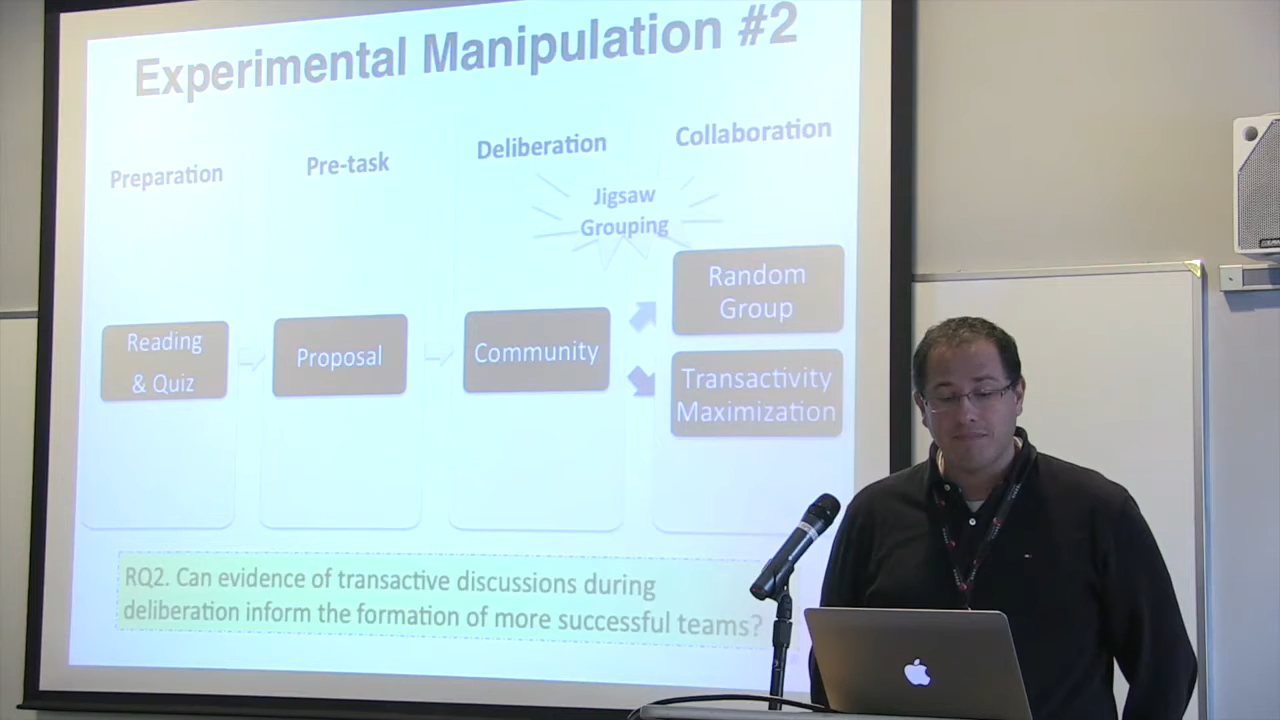 Experimental Manipulation #2
Preparation
Pre-task
Deliberation
Collaboration
Jigsaw
Grouping
Reading
& Quiz
Proposal
Community
Random
Group
Transactivity
Maximization
RQ2. Can evidence of transactive discussions during
deliberation inform the formation of more successful teams?